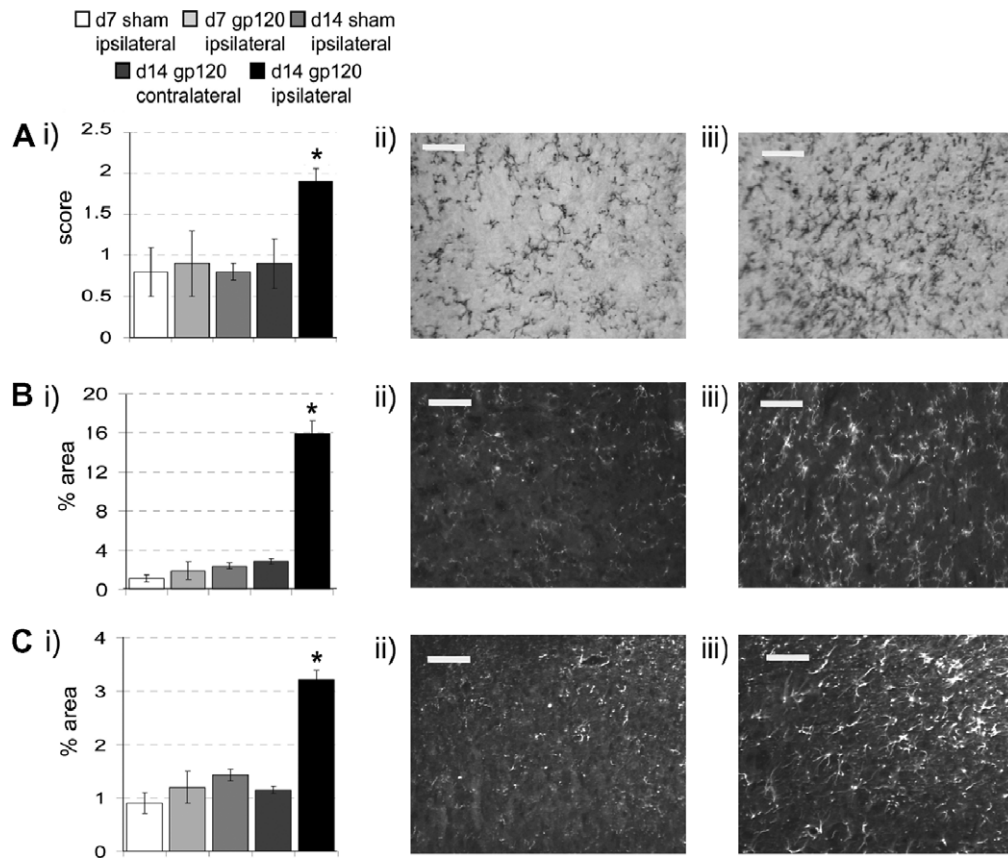 d7 sham ipsilateral
d7 gp120 ipsilateral
d14 sham ipsilateral
d14 gp120 contralateral
d14 gp120 ipsilateral
A i)
2.5
2
1.5
1
0.5
0
score
*
ii)
iii)
B i)
20
16
12
8
4
0
% area
*
ii)
iii)
C i)
4
3
2
1
0
% area
*
ii)
iii)